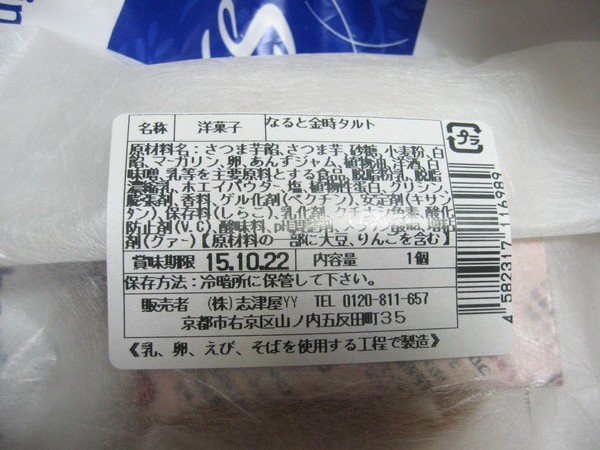 名称 洋菓子 なると金時タルト
プラ
原材料名：さつま芋餡、さつま芋、砂糖、小麦粉、白
餡、マーガリン、卵、あんずジャム、植物油、洋酒、白
味噌、乳等を主要原料とする食品、脱脂粉乳、脱脂
濃縮乳、ホエイパウダー、塩、植物性蛋白、グリシン、
膨張剤、香料、ゲル化剤(ペクチン)、安定剤(キサン
タン)、保存料(しらこ)、乳化剤、クチナシ色素、酸化
防止剤(V.C)、酸味料、pH調整剤、
剤(グァー)【原材料の一部に大豆、りんごを含む】
賞味期限 15.10.22 内容量 1個
保存方法：冷暗所に保管して下さい。
販売者 (株)志津屋YY TEL 0120-811-657
京都市右京区山ノ内五反田町35
《乳、卵、えび、そばを使用する工程で製造》
4 582317 116989